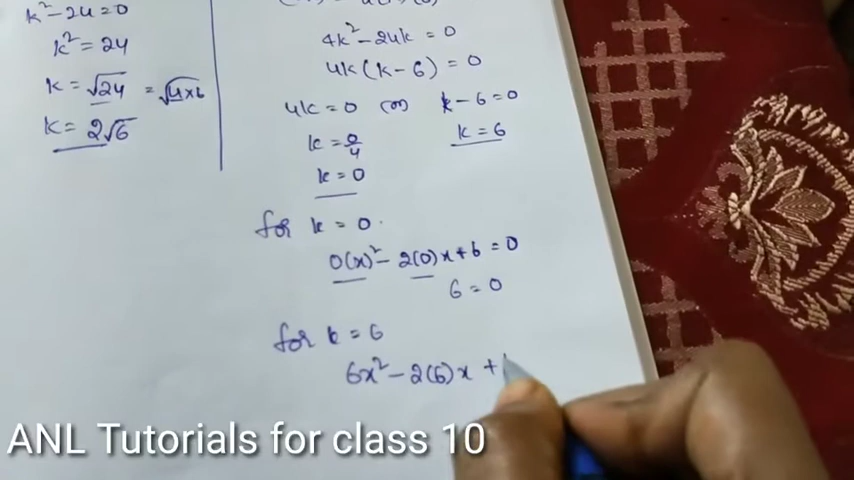 k²-24=0
k² = 24
k = √24 = √4×6
k = 2√6
4k² - 24k = 0
4k(k-6) = 0
4k = 0 (or) k-6=0
k = 0/4 k = 6
k = 0
for k = 0.
0(x)² - 2(0)x+6 = 0
6 = 0
for k = 6
6x² - 2(6)x +
ANL Tutorials for class 10